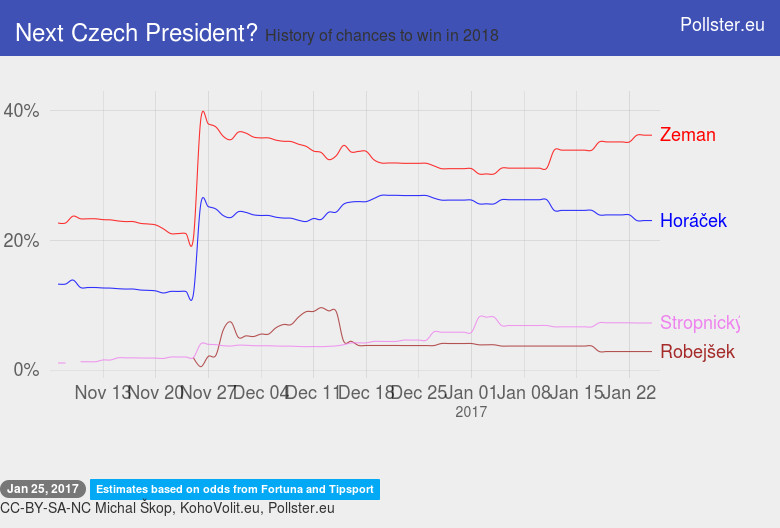 Next Czech President? History of chances to win in 2018
Pollster.eu
40%
20%
0%
Zeman
Horáček
Stropnický
Robejšek
Nov 13 Nov 20 Nov 27 Dec 04 Dec 11 Dec 18 Dec 25 Jan 01 Jan 08 Jan 15 Jan 22
2017
Jan 25, 2017 Estimates based on odds from Fortuna and Tipsport
CC-BY-SA-NC Michal Škop, KohoVolit.eu, Pollster.eu